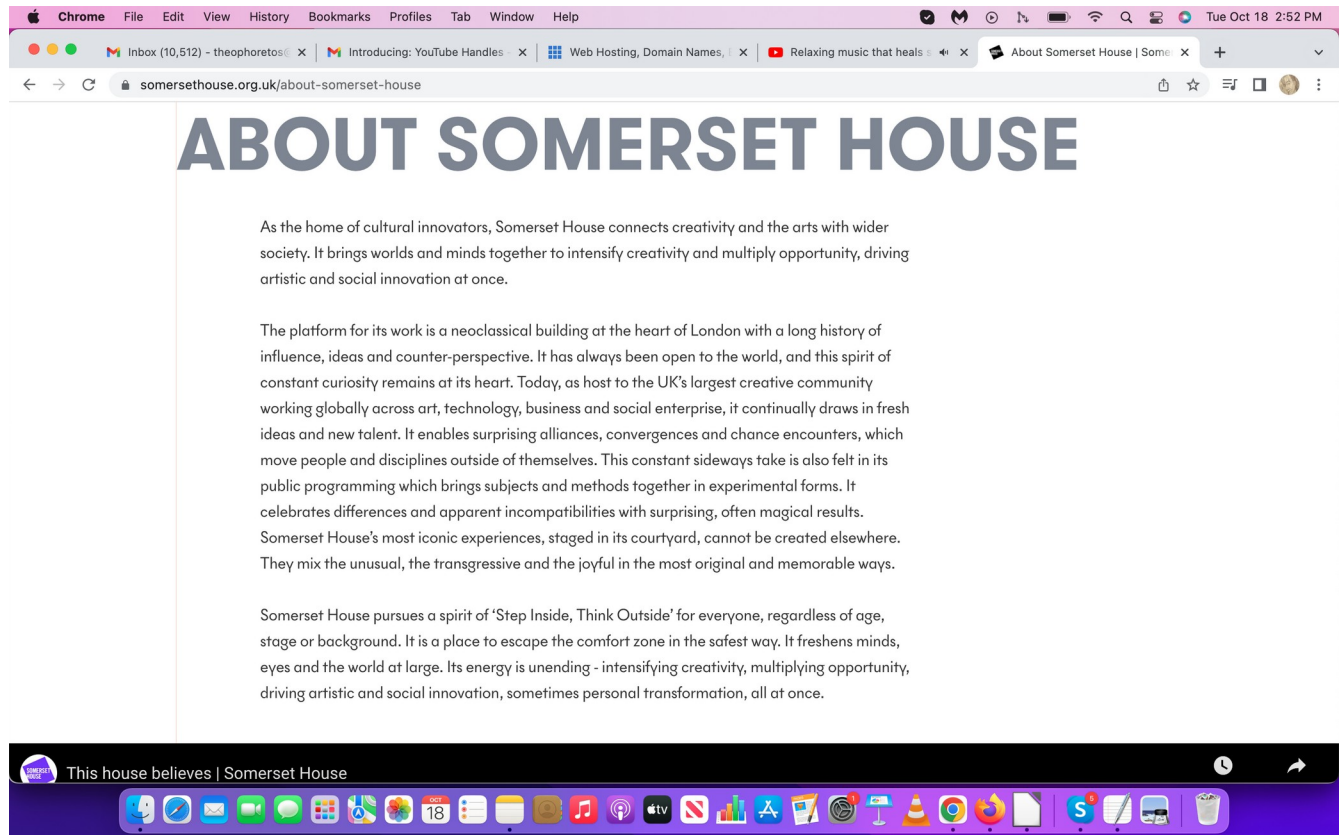 Chrome File Edit View History Bookmarks Profiles Tab Window Help Tue Oct 18 2:52 PM
Inbox (10,512) - theophoretos Introducing: YouTube Handles - Web Hosting, Domain Names, Relaxing music that heals s About Somerset House | Some
somersethouse.org.uk/about-somerset-house
ABOUT SOMERSET HOUSE
As the home of cultural innovators, Somerset House connects creativity and the arts with wider
society. It brings worlds and minds together to intensify creativity and multiply opportunity, driving
artistic and social innovation at once.
The platform for its work is a neoclassical building at the heart of London with a long history of
influence, ideas and counter-perspective. It has always been open to the world, and this spirit of
constant curiosity remains at its heart. Today, as host to the UK's largest creative community
working globally across art, technology, business and social enterprise, it continually draws in fresh
ideas and new talent. It enables surprising alliances, convergences and chance encounters, which
move people and disciplines outside of themselves. This constant sideways take is also felt in its
public programming which brings subjects and methods together in experimental forms. It
celebrates differences and apparent incompatibilities with surprising, often magical results.
Somerset House's most iconic experiences, staged in its courtyard, cannot be created elsewhere.
They mix the unusual, the transgressive and the joyful in the most original and memorable ways.
Somerset House pursues a spirit of ‘Step Inside, Think Outside’ for everyone, regardless of age,
stage or background. It is a place to escape the comfort zone in the safest way. It freshens minds,
eyes and the world at large. Its energy is unending - intensifying creativity, multiplying opportunity,
driving artistic and social innovation, sometimes personal transformation, all at once.
SOMERSET
HOUSE
This house believes | Somerset House
OCT
18
tv